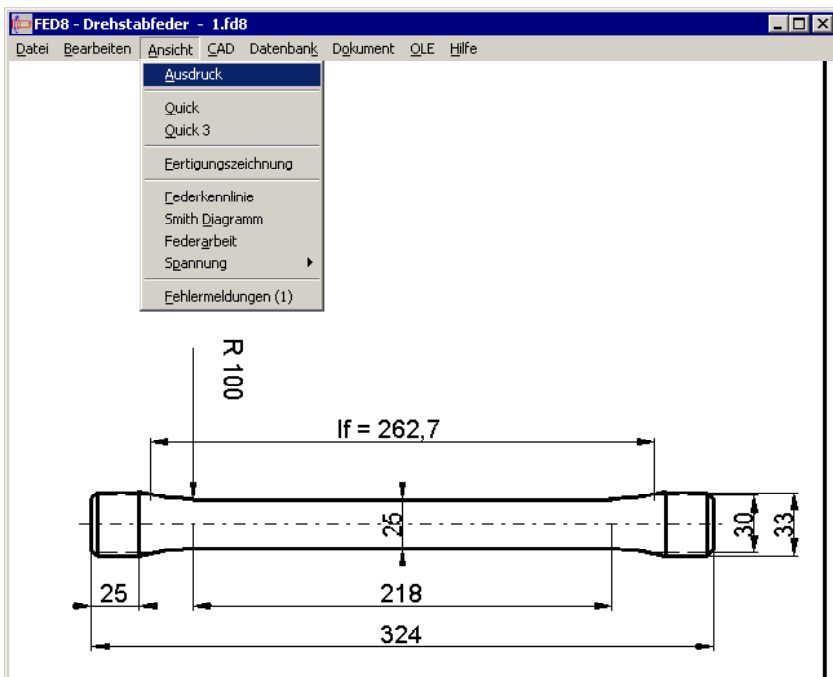 FED8 - Drehstabfeder - 1.fd8
Datei Bearbeiten Ansicht CAD Datenbank Dokument OLE Hilfe
Ausdruck
Quick
Quick 3
Fertigungszeichnung
Federkennlinie
Smith Diagramm
Federarbeit
Spannung
Fehlermeldungen (1)
R 100
lf = 262,7
25
30
33
25
218
324